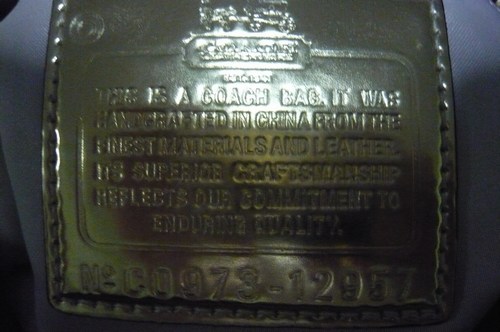 THIS IS A COACH BAG. IT WAS
HANDCRAFTED IN CHINA FROM THE
FINEST MATERIALS AND LEATHER.
ITS SUPERIOR CRAFTSMANSHIP
REFLECTS OUR COMMITMENT TO
ENDURING QUALITY.
No C0973-12957